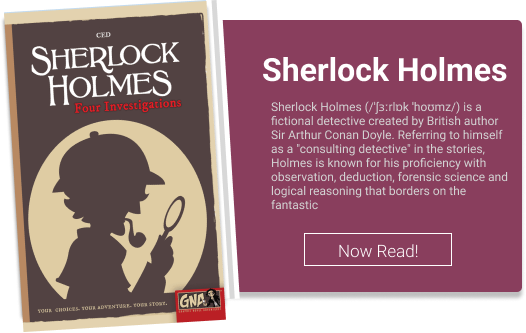 CED
SHERLOCK
HOLMES
Four Investigations
YOUR CHOICES. YOUR ADVENTURE. YOUR STORY.
GNA
Sherlock Holmes
Sherlock Holmes (/ˈʃɜːrlɒk ˈhoʊmz/) is a
fictional detective created by British author
Sir Arthur Conan Doyle. Referring to himself
as a "consulting detective" in the stories,
Holmes is known for his proficiency with
observation, deduction, forensic science and
logical reasoning that borders on the
fantastic
Now Read!